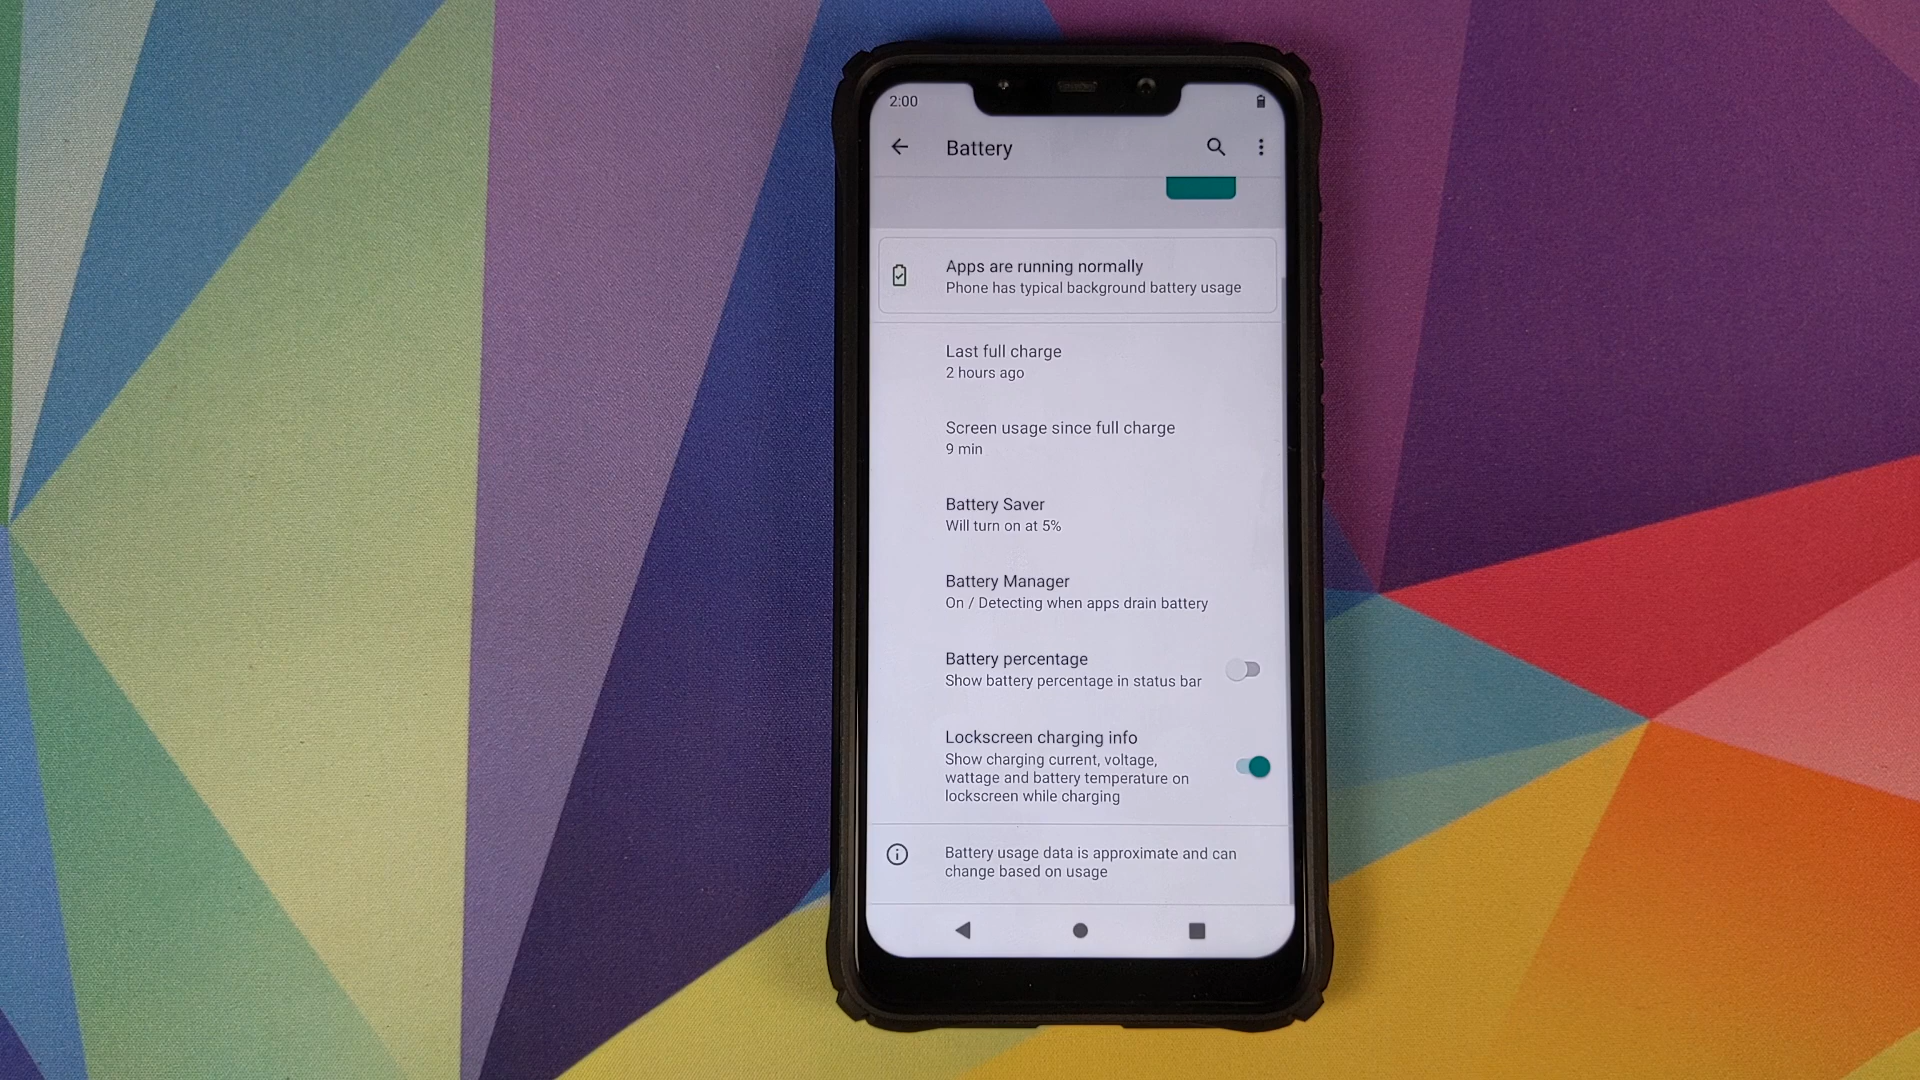 2:00
Battery
Apps are running normally
Phone has typical background battery usage
Last full charge
2 hours ago
Screen usage since full charge
9 min
Battery Saver
Will turn on at 5%
Battery Manager
On / Detecting when apps drain battery
Battery percentage
Show battery percentage in status bar
Lockscreen charging info
Show charging current, voltage,
wattage and battery temperature on
lockscreen while charging
Battery usage data is approximate and can
change based on usage